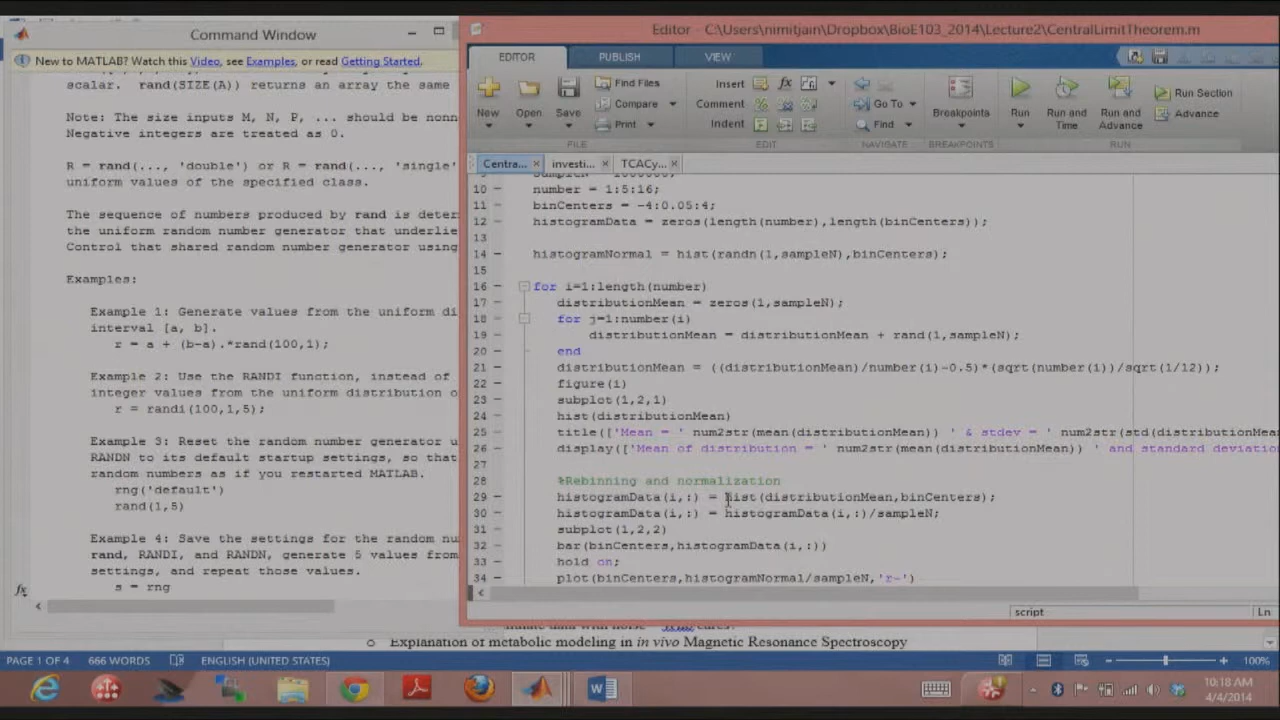 Command Window
New to MATLAB? Watch this Video, see Examples, or read Getting Started.
scalar. rand(SIZE(A)) returns an array the same
Note: The size inputs M, N, P, ... should be nonn
Negative integers are treated as 0.
R = rand(..., 'double') or R = rand(..., 'single'
uniform values of the specified class.
The sequence of numbers produced by rand is deter
the uniform random number generator that underlie
Control that shared random number generator using
Examples:
Example 1: Generate values from the uniform di
interval [a, b].
r = a + (b-a).*rand(100,1);
Example 2: Use the RANDI function, instead of
integer values from the uniform distribution o
r = randi(100,1,5);
Example 3: Reset the random number generator u
RANDN to its default startup settings, so that
random numbers as if you restarted MATLAB.
rng('default')
rand(1,5)
Example 4: Save the settings for the random nu
rand, RANDI, and RANDN, generate 5 values from
settings, and repeat those values.
s = rng
fx
Editor - C:\Users\nimitjain\Dropbox\BioE103_2014\Lecture2\CentralLimitTheorem.m
EDITOR PUBLISH VIEW
New Open Save
Find Files
Compare
Print
Insert fx
Comment
Indent
Go To
Find
Breakpoints
Run
Run and Time
Run and Advance
Run Section
Advance
FILE EDIT NAVIGATE BREAKPOINTS RUN
Centra... × investi... × TCACy... ×
10 - number = 1:5:16;
11 - binCenters = -4:0.05:4;
12 - histogramData = zeros(length(number),length(binCenters));
13
14 - histogramNormal = hist(randn(1,sampleN),binCenters);
15
16 - for i=1:length(number)
17 - distributionMean = zeros(1,sampleN);
18 - for j=1:number(i)
19 - distributionMean = distributionMean + rand(1,sampleN);
20 - end
21 - distributionMean = ((distributionMean)/number(i)-0.5)*(sqrt(number(i))/sqrt(1/12));
22 - figure(i)
23 - subplot(1,2,1)
24 - hist(distributionMean)
25 - title(['Mean = ' num2str(mean(distributionMean)) ' & stdev = ' num2str(std(distributionMea
26 - display(['Mean of distribution = ' num2str(mean(distributionMean)) ' and standard deviatio
27
28 %Rebinning and normalization
29 - histogramData(i,:) = hist(distributionMean,binCenters);
30 - histogramData(i,:) = histogramData(i,:)/sampleN;
31 - subplot(1,2,2)
32 - bar(binCenters,histogramData(i,:))
33 - hold on;
34 - plot(binCenters,histogramNormal/sampleN,'r-')
script Ln
o Explanation of metabolic modeling in in vivo Magnetic Resonance Spectroscopy
PAGE 1 OF 4 666 WORDS ENGLISH (UNITED STATES) 100%
10:18 AM
4/4/2014